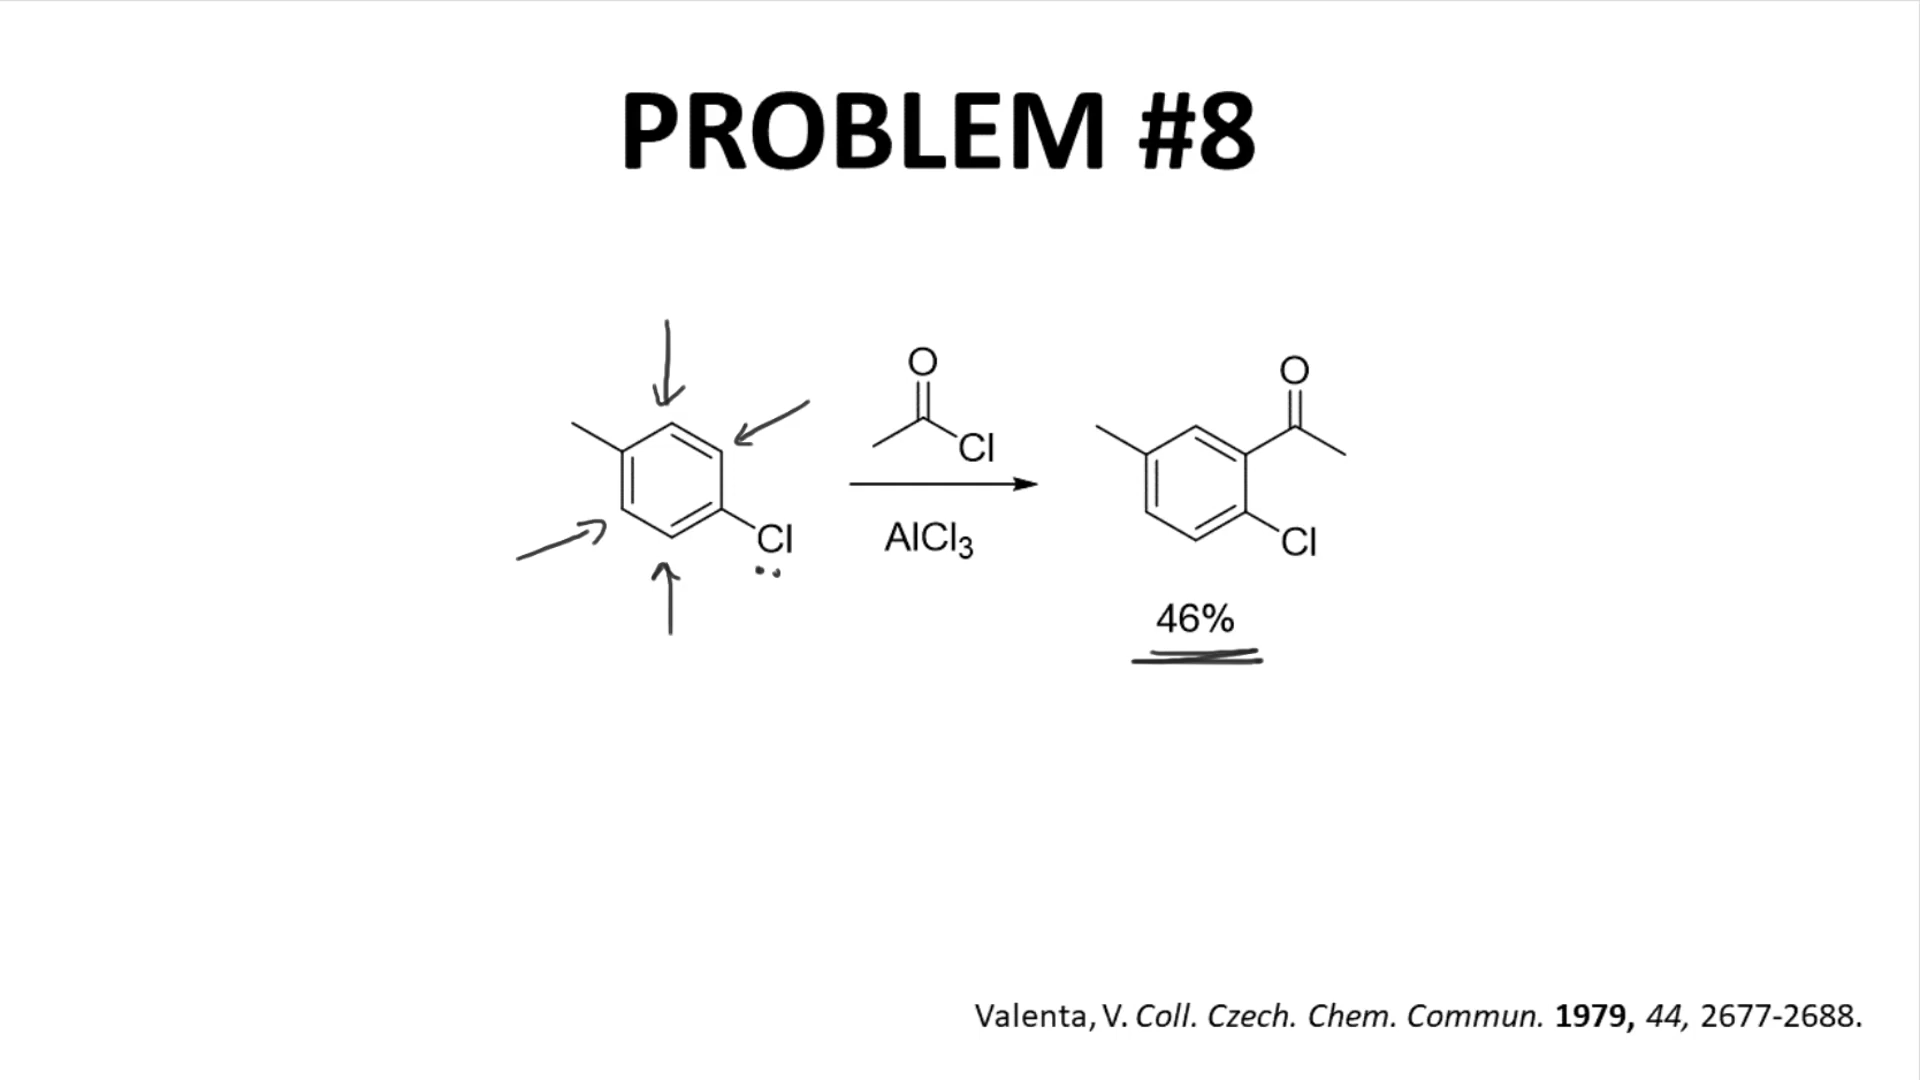 PROBLEM #8
O
Cl
AlCl₃
Cl
O
Cl
46%
Valenta, V. Coll. Czech. Chem. Commun. 1979, 44, 2677-2688.